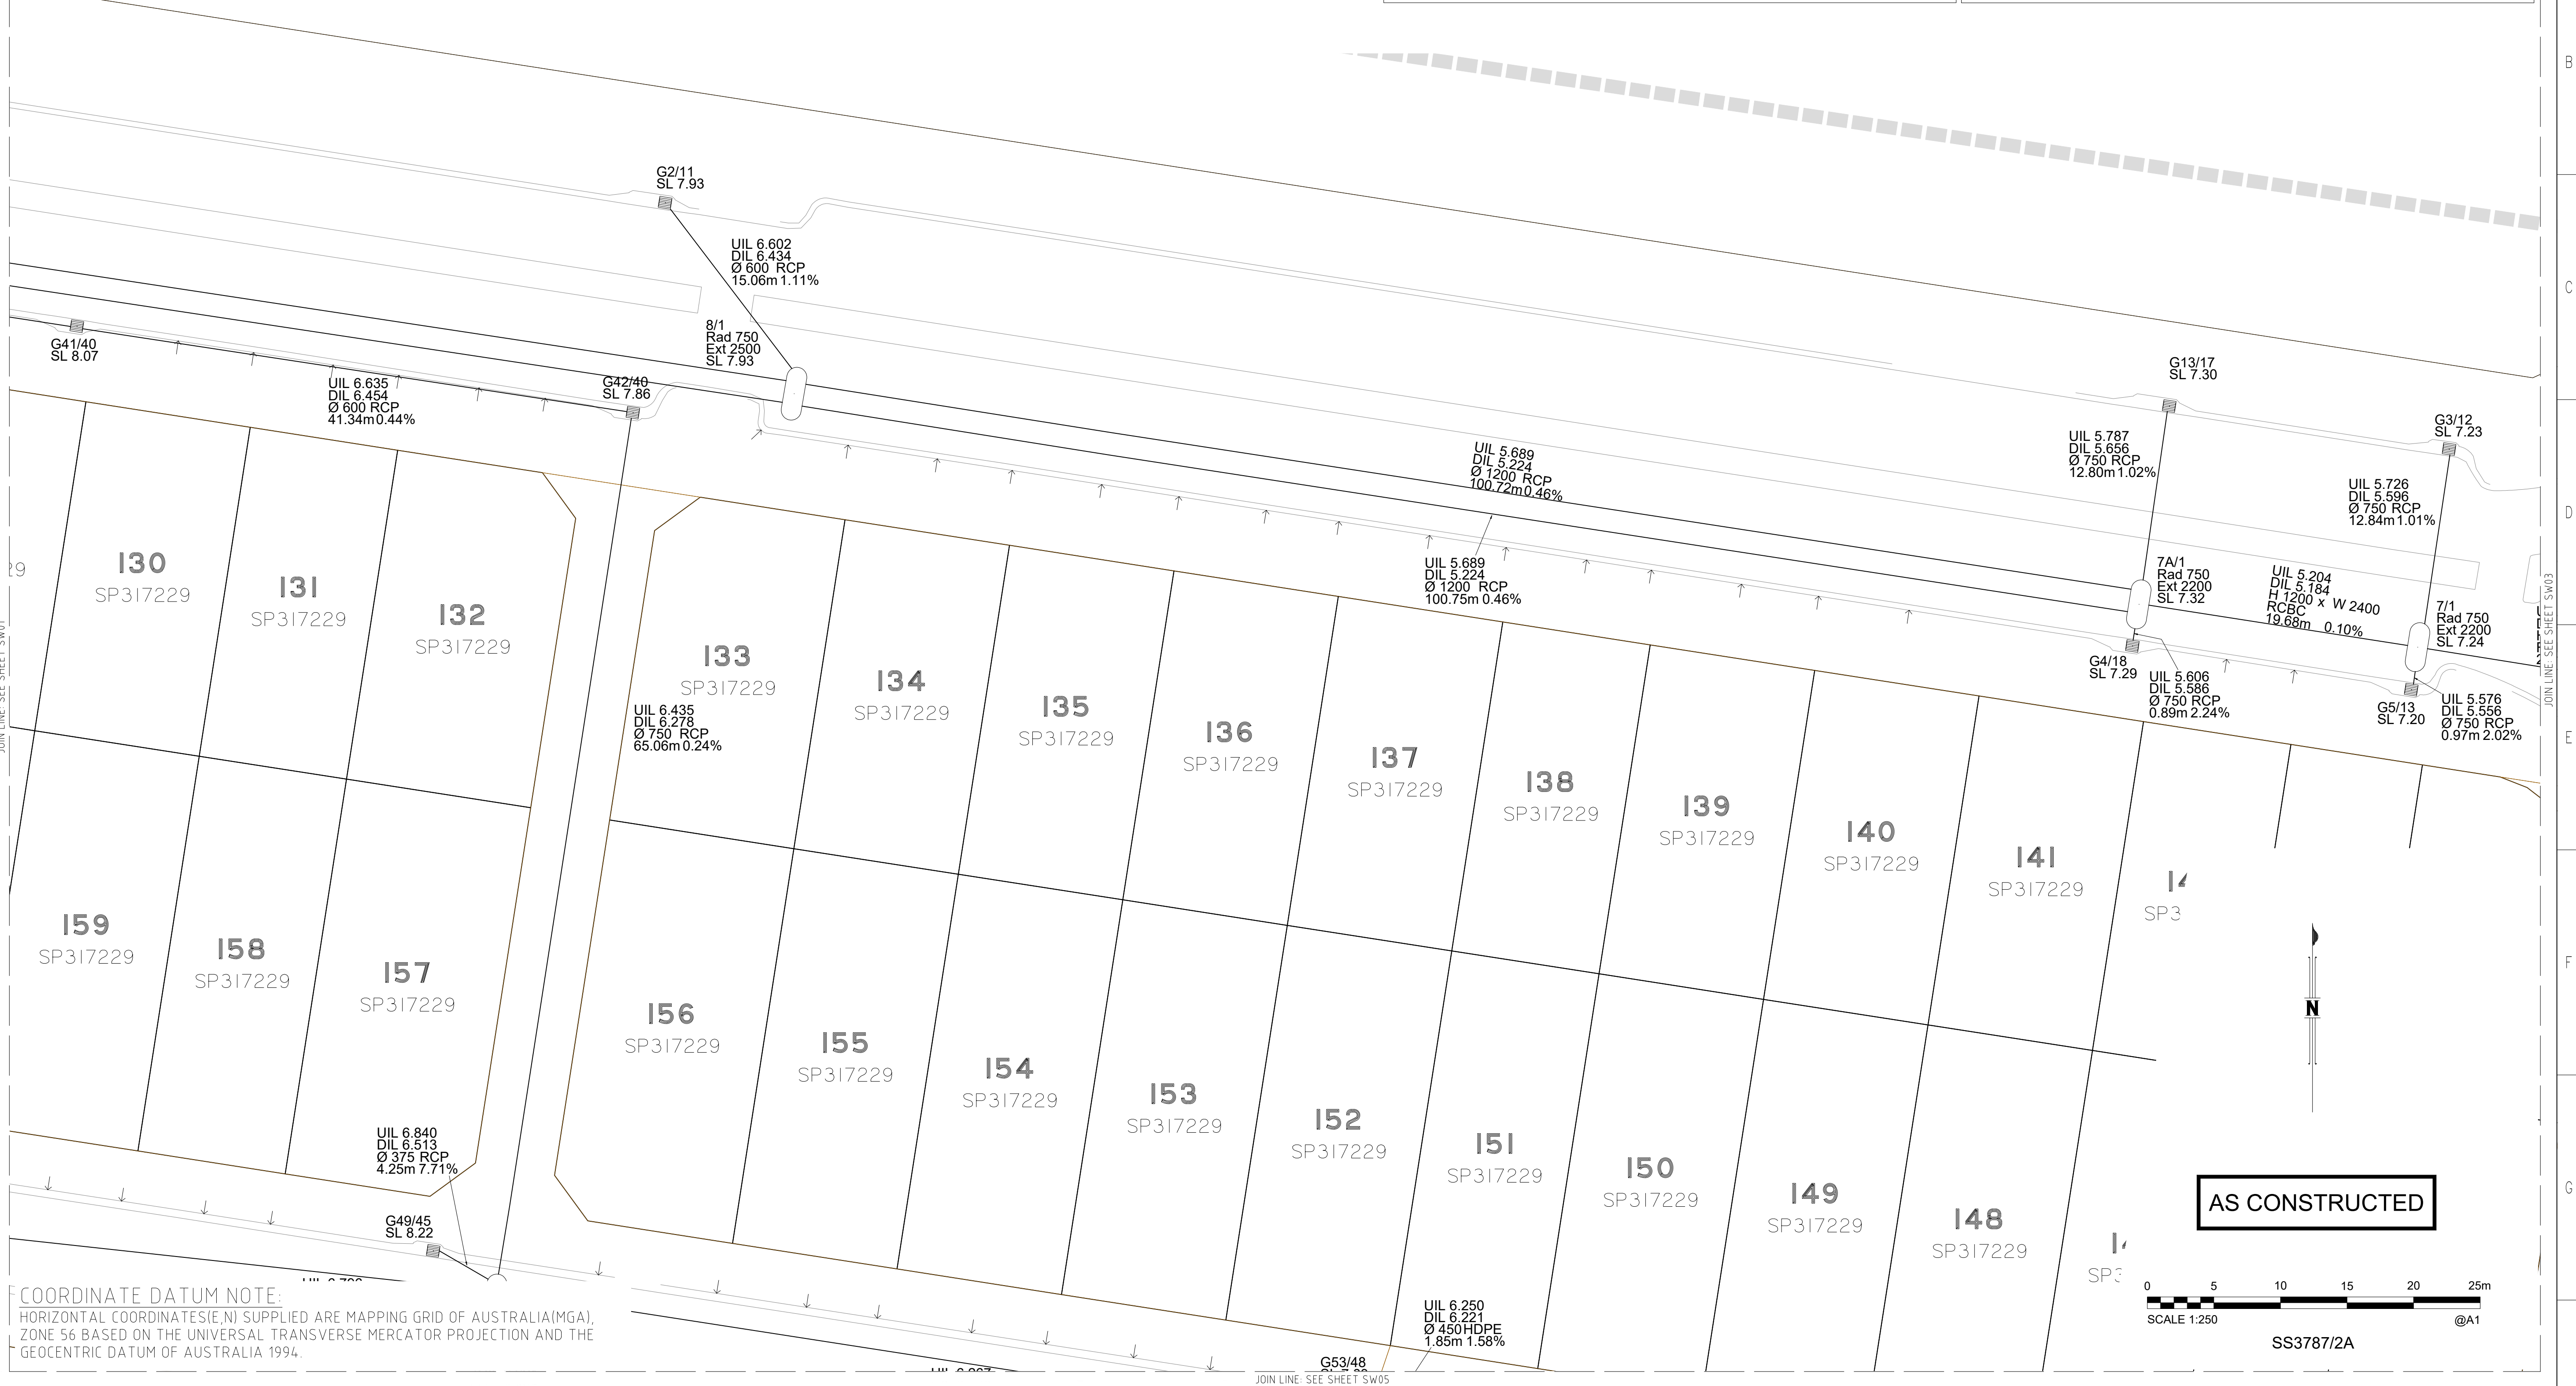 B
C
D
E
F
G
G2/11
SL 7.93
UIL 6.602
DIL 6.434
Ø 600 RCP
15.06m 1.11%
8/1
Rad 750
Ext 2500
SL 7.93
G41/40
SL 8.07
UIL 6.635
DIL 6.454
Ø 600 RCP
41.34m 0.44%
G42/40
SL 7.86
UIL 5.689
DIL 5.224
Ø 1200 RCP
100.72m 0.46%
UIL 5.689
DIL 5.224
Ø 1200 RCP
100.75m 0.46%
G13/17
SL 7.30
UIL 5.787
DIL 5.656
Ø 750 RCP
12.80m 1.02%
G3/12
SL 7.23
UIL 5.726
DIL 5.596
Ø 750 RCP
12.84m 1.01%
7A/1
Rad 750
Ext 2200
SL 7.32
UIL 5.204
DIL 5.184
H 1200 x W 2400
RCBC
19.68m 0.10%
7/1
Rad 750
Ext 2200
SL 7.24
G4/18
SL 7.29
UIL 5.606
DIL 5.586
Ø 750 RCP
0.89m 2.24%
G5/13
SL 7.20
UIL 5.576
DIL 5.556
Ø 750 RCP
0.97m 2.02%
JOIN LINE: SEE SHEET SW03
JOIN LINE: SEE SHEET SW01
29
130
SP317229
131
SP317229
132
SP317229
133
SP317229
UIL 6.435
DIL 6.278
Ø 750 RCP
65.06m 0.24%
134
SP317229
135
SP317229
136
SP317229
137
SP317229
138
SP317229
139
SP317229
140
SP317229
141
SP317229
14
SP3
159
SP317229
158
SP317229
157
SP317229
156
SP317229
155
SP317229
154
SP317229
153
SP317229
152
SP317229
151
SP317229
150
SP317229
149
SP317229
148
SP317229
SP3
UIL 6.840
DIL 6.513
Ø 375 RCP
4.25m 7.71%
G49/45
SL 8.22
N
AS CONSTRUCTED
0 5 10 15 20 25m
SCALE 1:250 @A1
SS3787/2A
COORDINATE DATUM NOTE:
HORIZONTAL COORDINATES(E,N) SUPPLIED ARE MAPPING GRID OF AUSTRALIA(MGA),
ZONE 56 BASED ON THE UNIVERSAL TRANSVERSE MERCATOR PROJECTION AND THE
GEOCENTRIC DATUM OF AUSTRALIA 1994.
UIL 6.250
DIL 6.221
Ø 450 HDPE
1.85m 1.58%
G53/48
JOIN LINE: SEE SHEET SW05